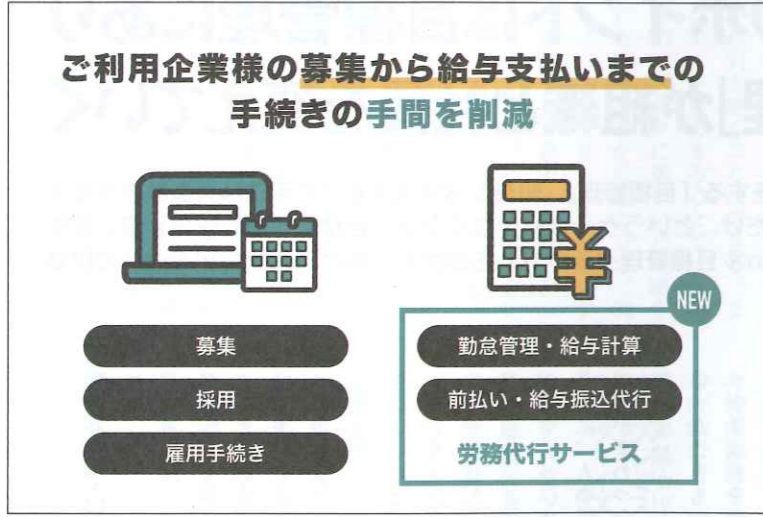 ご利用企業様の募集から給与支払いまでの
手続きの手間を削減
¥
募集
採用
雇用手続き
NEW
勤怠管理・給与計算
前払い・給与振込代行
労務代行サービス